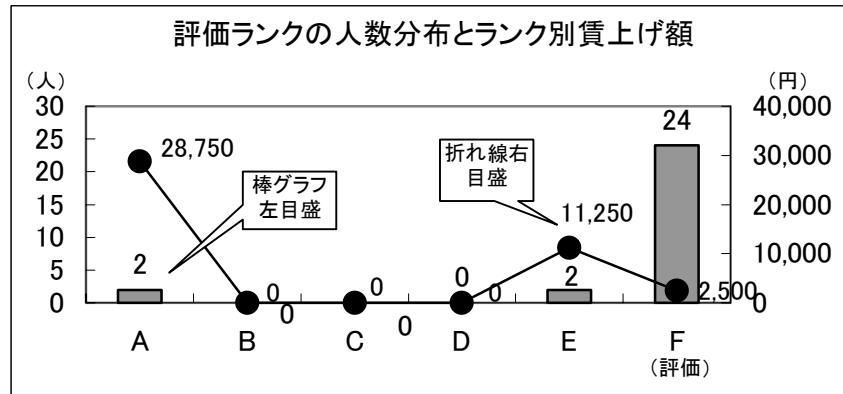 評価ランクの人数分布とランク別賃上げ額
（人）
（円）
30
25
20
15
10
5
0
40,000
30,000
20,000
10,000
0
28,750
2
棒グラフ
左目盛
0
0
0
0
0
0
折れ線右
目盛
11,250
2
24
2,500
A B C D E F
（評価）